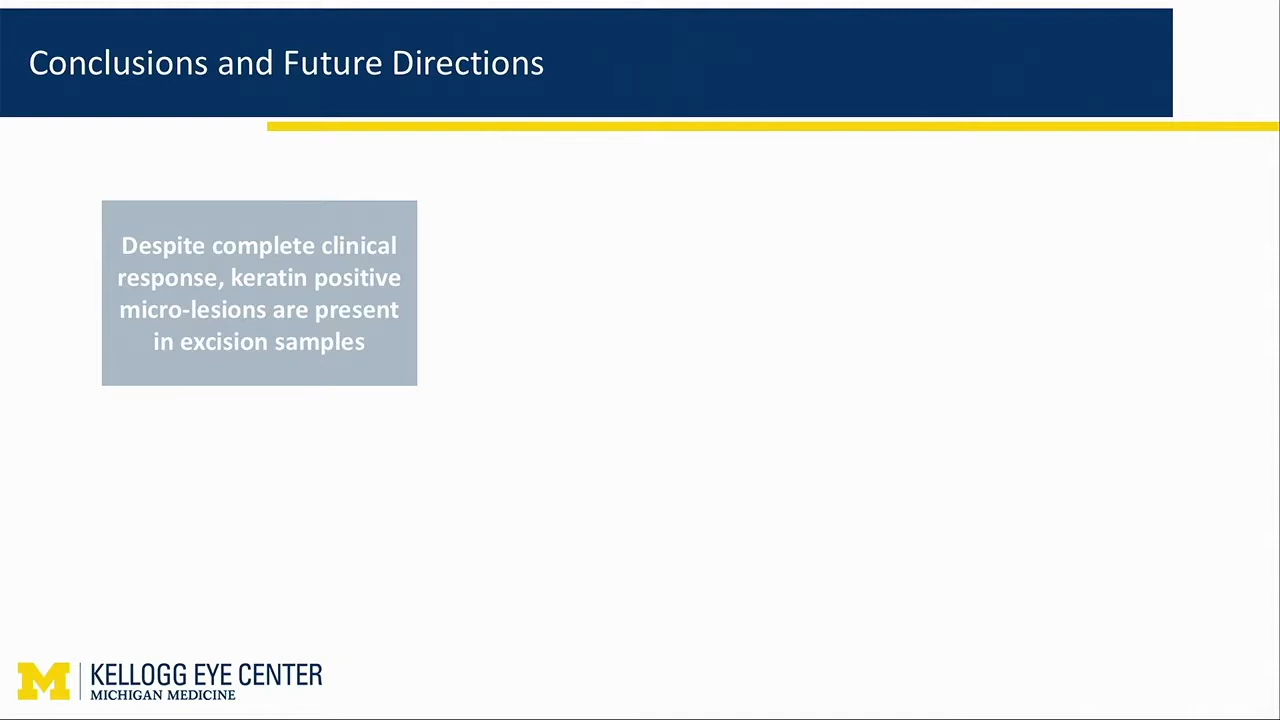 Conclusions and Future Directions
Despite complete clinical
response, keratin positive
micro-lesions are present
in excision samples
M
KELLOGG EYE CENTER
MICHIGAN MEDICINE